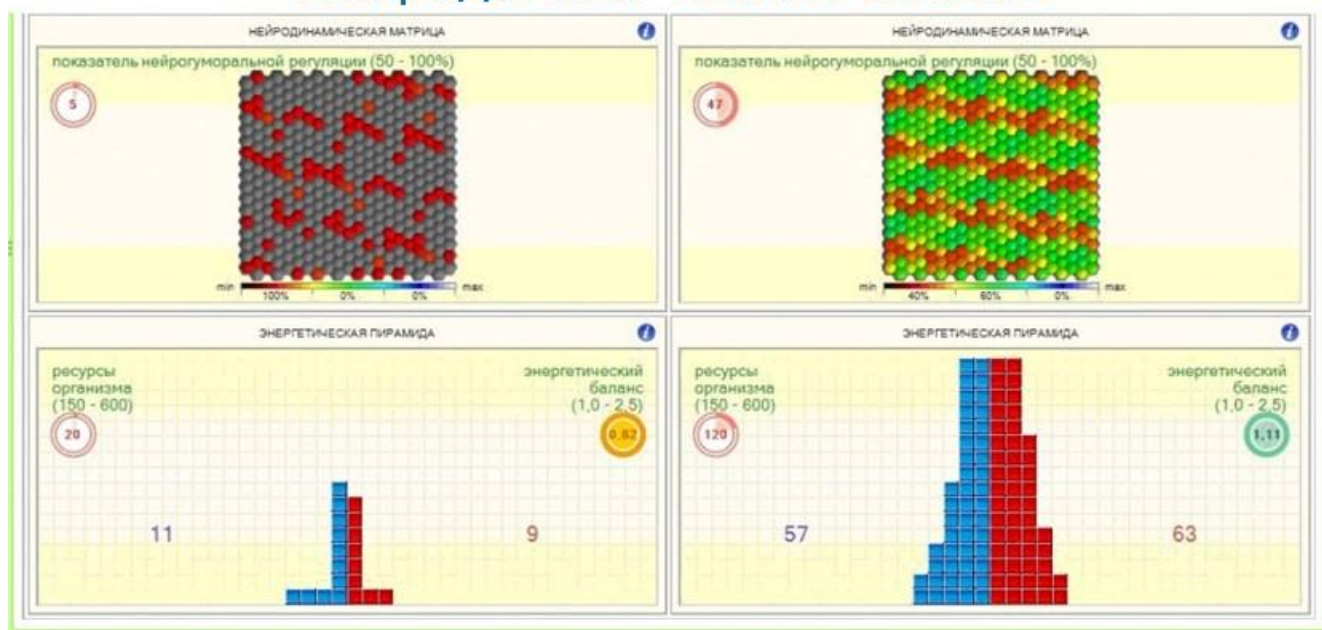 НЕЙРОДИНАМИЧЕСКАЯ МАТРИЦА
показатель нейрогуморальной регуляции (50 - 100%)
5
min 100% 0% 0% max
НЕЙРОДИНАМИЧЕСКАЯ МАТРИЦА
показатель нейрогуморальной регуляции (50 - 100%)
47
min 40% 60% 0% max
ЭНЕРГЕТИЧЕСКАЯ ПИРАМИДА
ресурсы
организма
(150 - 600)
20
энергетический
баланс
(1,0 - 2,5)
0,82
11
9
ЭНЕРГЕТИЧЕСКАЯ ПИРАМИДА
ресурсы
организма
(150 - 600)
120
энергетический
баланс
(1,0 - 2,5)
1,11
57
63